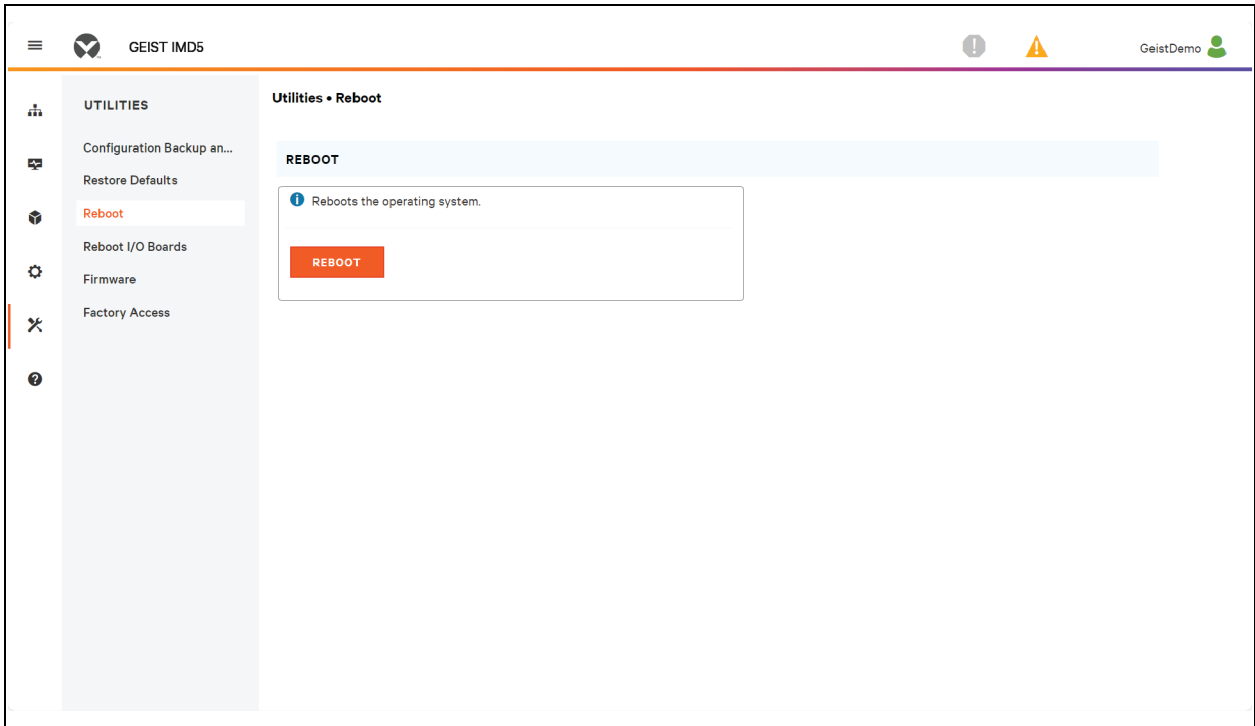 GEIST IMD5
GeistDemo
UTILITIES
Configuration Backup an...
Restore Defaults
Reboot
Reboot I/O Boards
Firmware
Factory Access
Utilities • Reboot
REBOOT
Reboots the operating system.
REBOOT